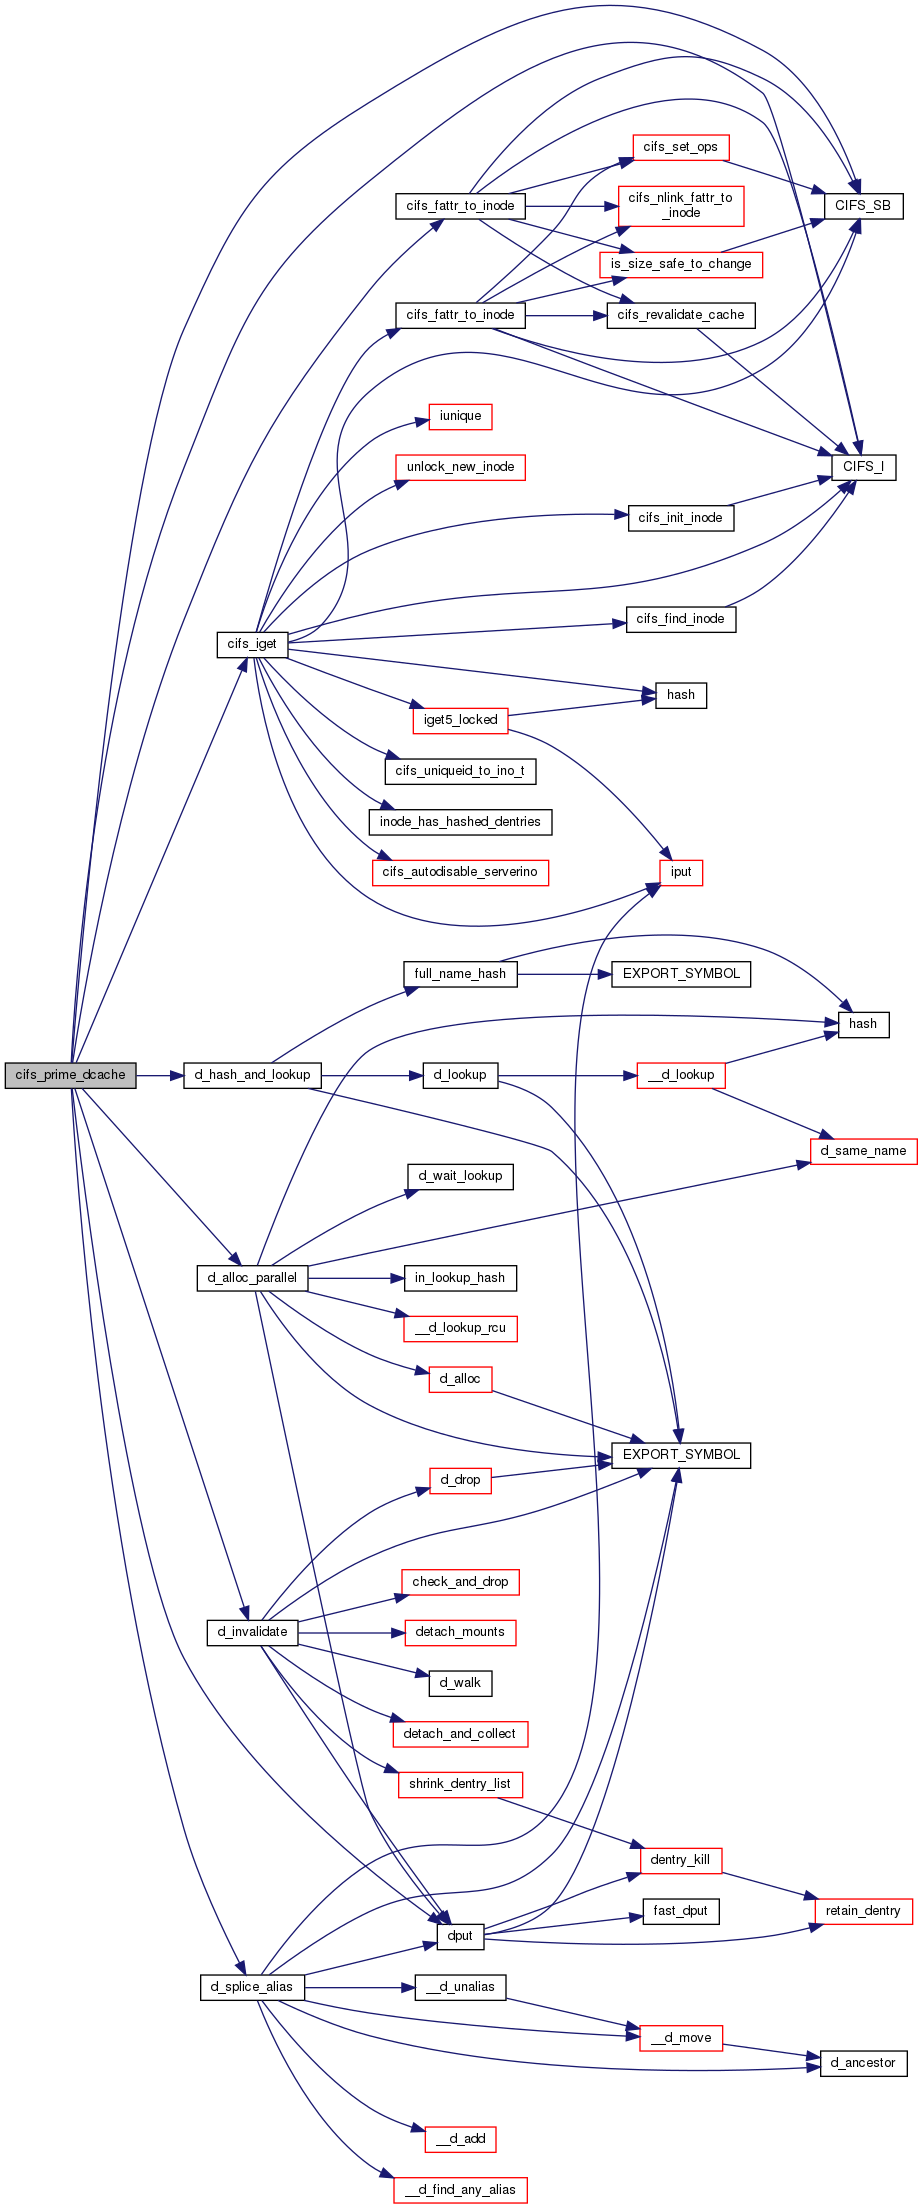 cifs_set_ops
cifs_fattr_to_inode
cifs_nlink_fattr_to
_inode
CIFS_SB
is_size_safe_to_change
cifs_fattr_to_inode
cifs_revalidate_cache
iunique
unlock_new_inode
CIFS_I
cifs_init_inode
cifs_find_inode
cifs_iget
hash
iget5_locked
cifs_uniqueid_to_ino_t
inode_has_hashed_dentries
cifs_autodisable_serverino
iput
full_name_hash
EXPORT_SYMBOL
hash
cifs_prime_dcache
d_hash_and_lookup
d_lookup
__d_lookup
d_same_name
d_wait_lookup
d_alloc_parallel
in_lookup_hash
__d_lookup_rcu
d_alloc
EXPORT_SYMBOL
d_drop
check_and_drop
d_invalidate
detach_mounts
d_walk
detach_and_collect
shrink_dentry_list
dentry_kill
fast_dput
retain_dentry
dput
d_splice_alias
__d_unalias
__d_move
d_ancestor
__d_add
__d_find_any_alias